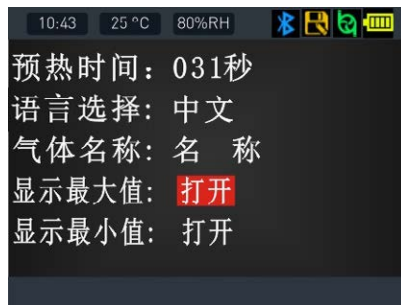 10:43 25 °C 80%RH
预热时间：031秒
语言选择：中文
气体名称：名 称
显示最大值：打开
显示最小值：打开